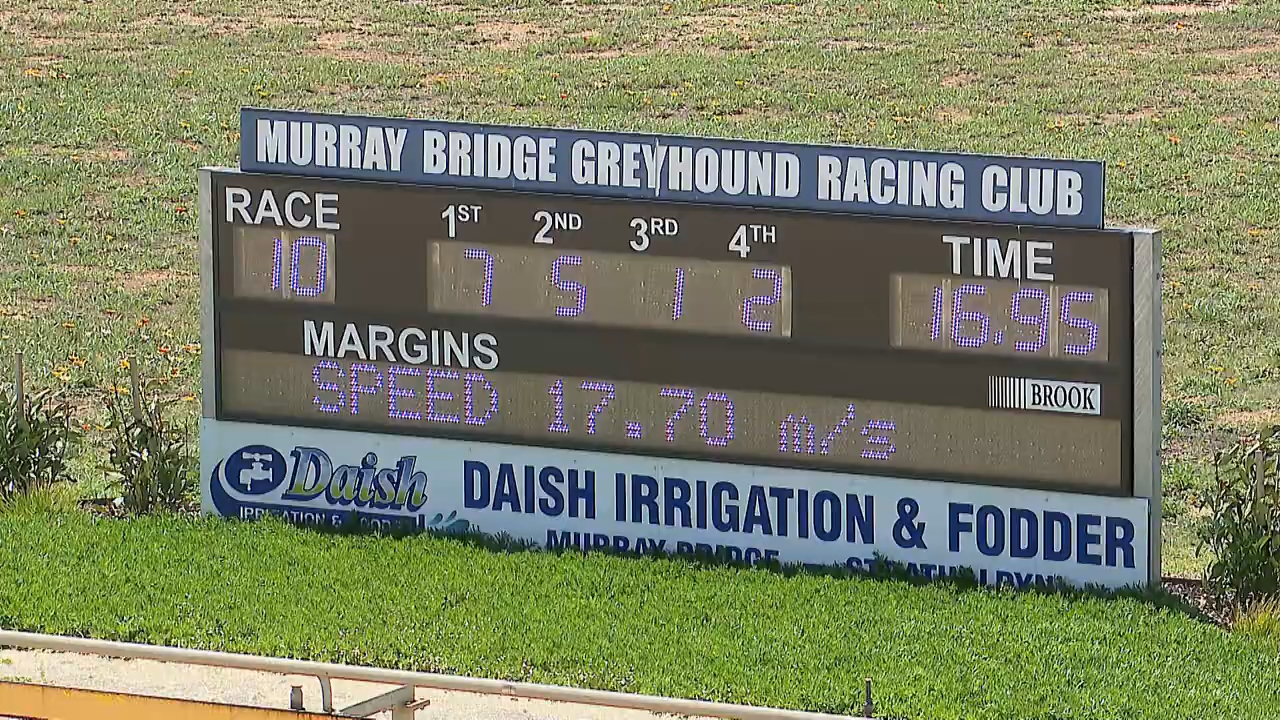 MURRAY BRIDGE GREYHOUND RACING CLUB
RACE 1ST 2ND 3RD 4TH TIME
10 7 5 1 2 16.95
MARGINS
BROOK
SPEED 17.70 m/s
Daish DAISH IRRIGATION & FODDER
IRRIGATION &
MURRAY BRIDGE